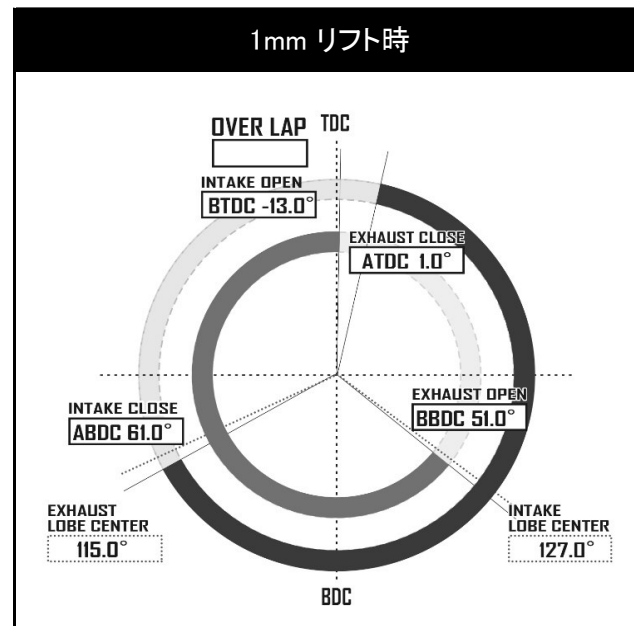 1mm リフト時
OVER LAP
TDC
INTAKE OPEN
BTDC -13.0°
EXHAUST CLOSE
ATDC 1.0°
EXHAUST OPEN
BBDC 51.0°
INTAKE CLOSE
ABDC 61.0°
EXHAUST
LOBE CENTER
115.0°
INTAKE
LOBE CENTER
127.0°
BDC